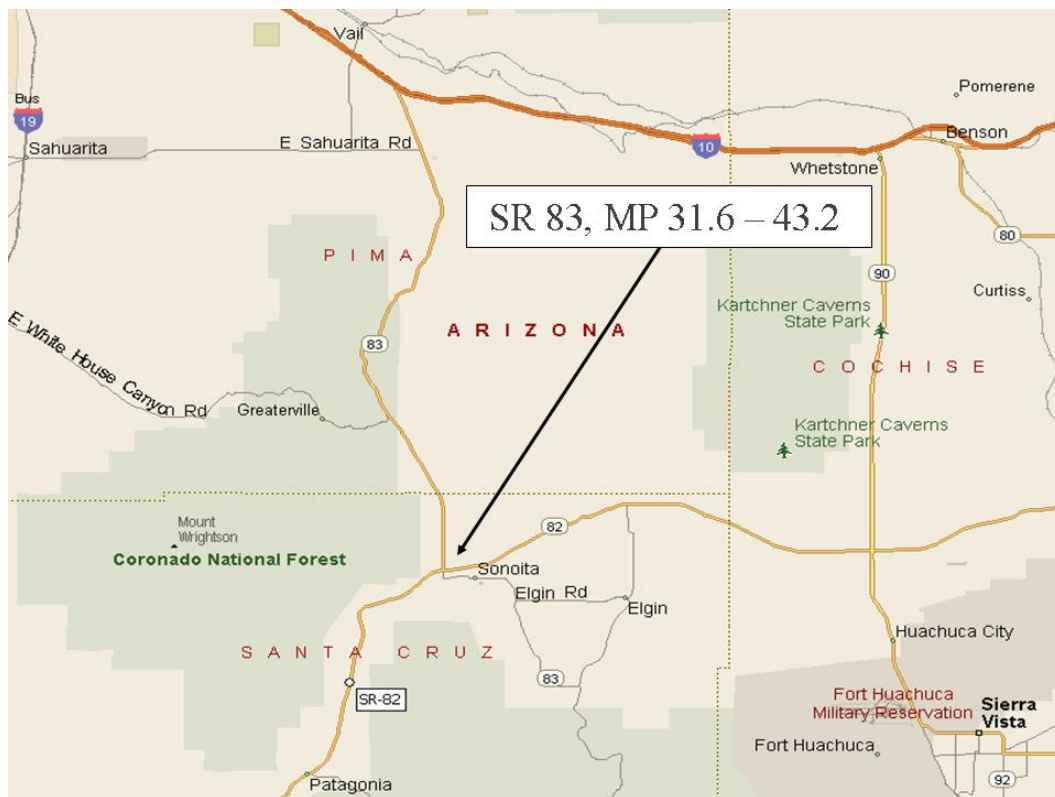 Vail
Bus
19
Sahuarita
E Sahuarita Rd
10
Pomerene
Benson
Whetstone
SR 83, MP 31.6 – 43.2
80
PIMA
90
Curtiss
Kartchner Caverns
State Park
ARIZONA
83
E White House Canyon Rd
COCHISE
Greaterville
Kartchner Caverns
State Park
Mount
Wrightson
82
Coronado National Forest
Sonoita
Elgin Rd
Elgin
Huachuca City
SANTA CRUZ
83
SR-82
Fort Huachuca
Military Reservation
Sierra
Vista
Fort Huachuca
Patagonia
92